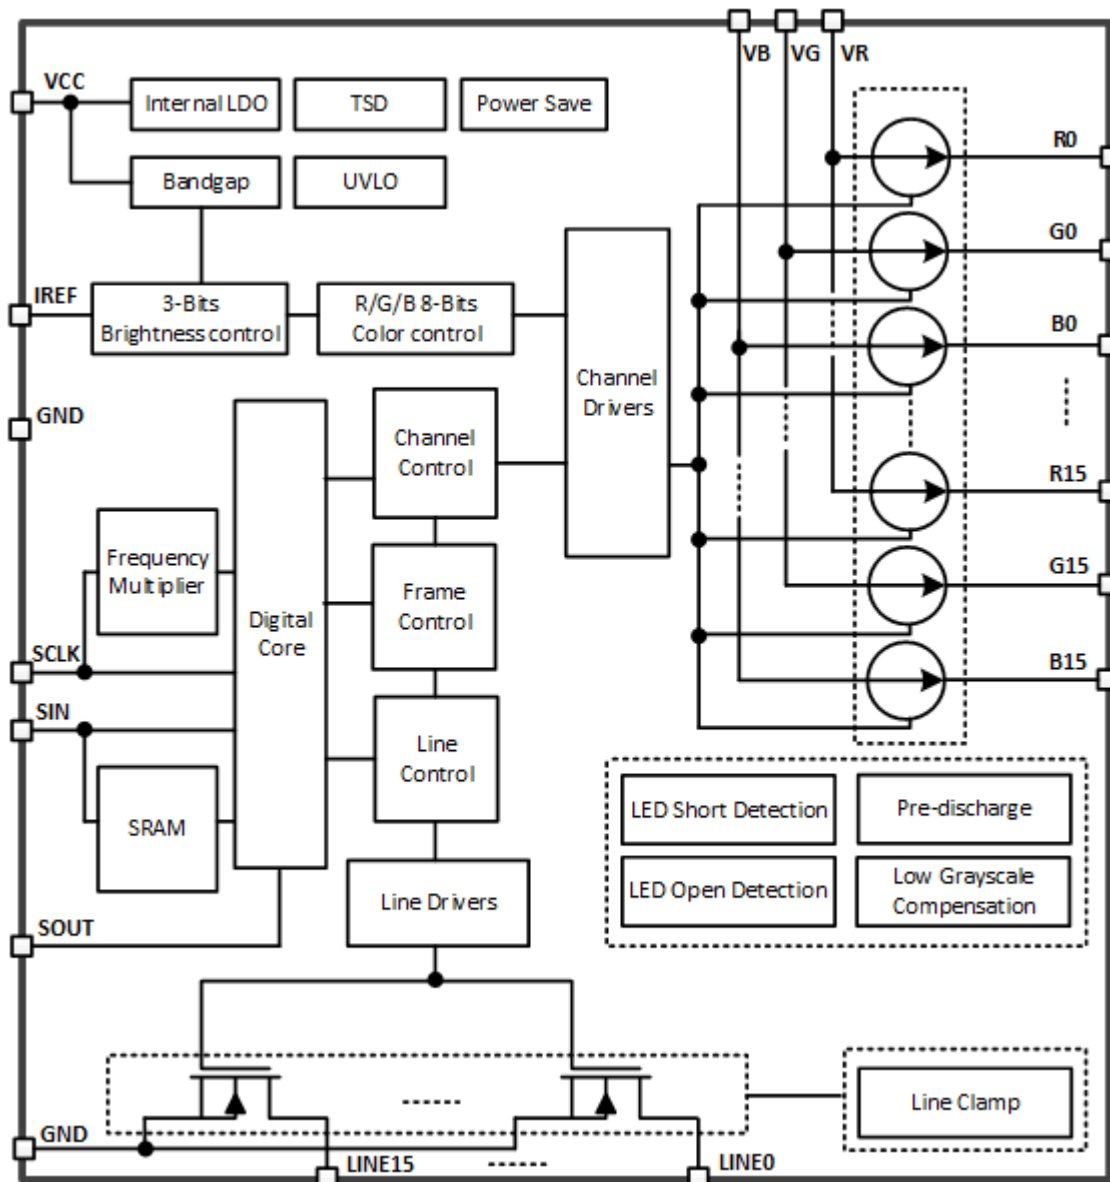 VB VG VR
VCC
Internal LDO
TSD
Power Save
Bandgap
UVLO
R0
G0
B0
R15
G15
B15
IREF
3-Bits
Brightness control
R/G/B 8-Bits
Color control
Channel
Drivers
GND
Channel
Control
Frequency
Multiplier
Digital
Core
Frame
Control
SCLK
SIN
Line
Control
SRAM
LED Short Detection
Pre-discharge
LED Open Detection
Low Grayscale
Compensation
Line Drivers
SOUT
Line Clamp
GND
LINE15
LINE0